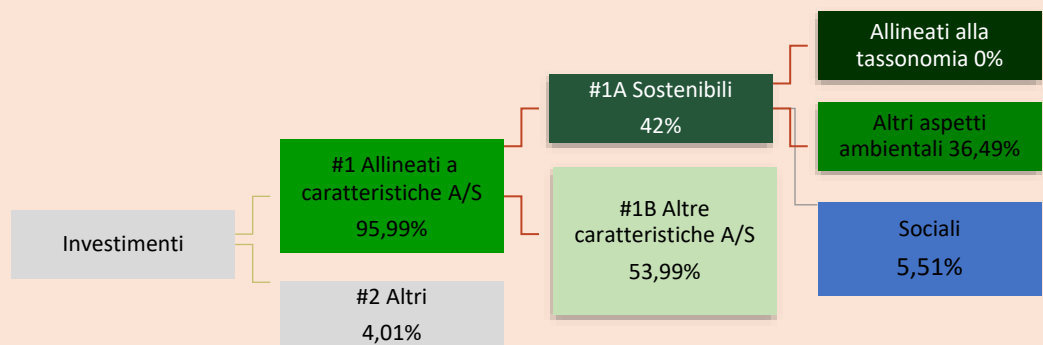 Investimenti
#1 Allineati a
caratteristiche A/S
95,99%
#2 Altri
4,01%
#1A Sostenibili
42%
#1B Altre
caratteristiche A/S
53,99%
Allineati alla
tassonomia 0%
Altri aspetti
ambientali 36,49%
Sociali
5,51%